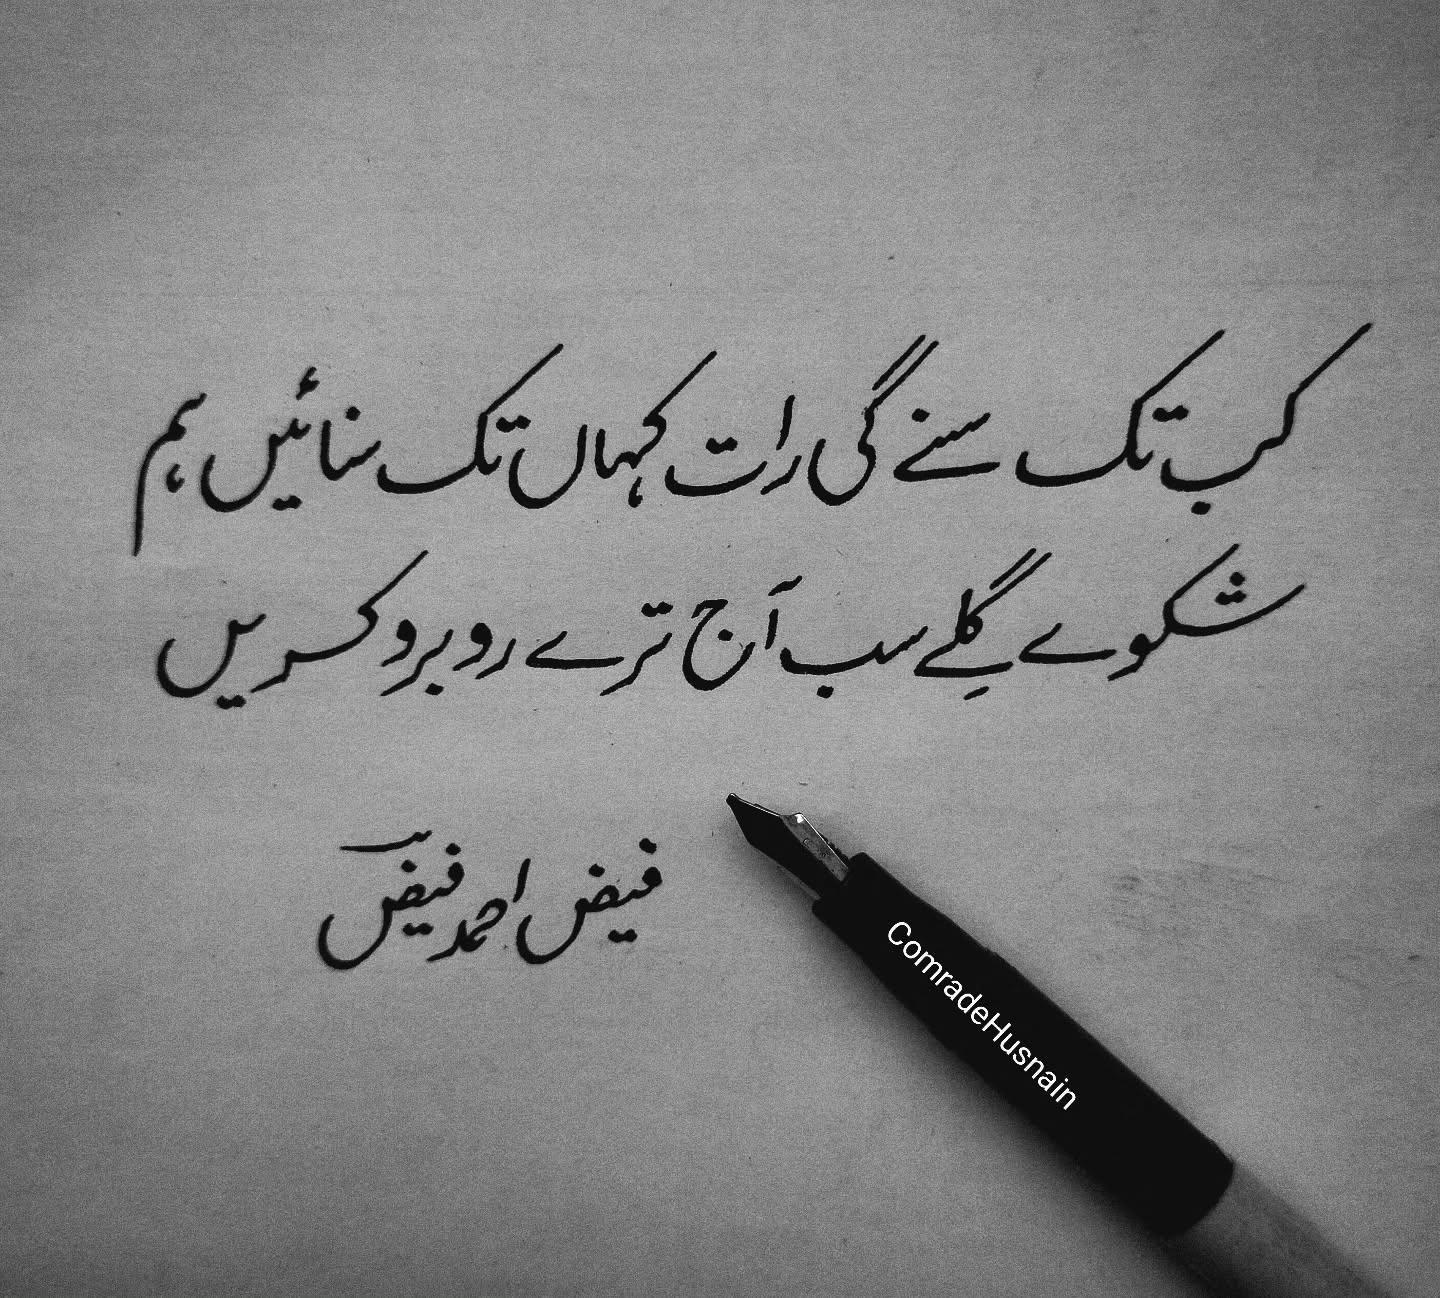 کب تک سنے گی رات کہاں تک سنائیں ہم
شکوے گِلے سب آج ترے روبرو کریں
فیض احمد فیض
ComradeHusnain